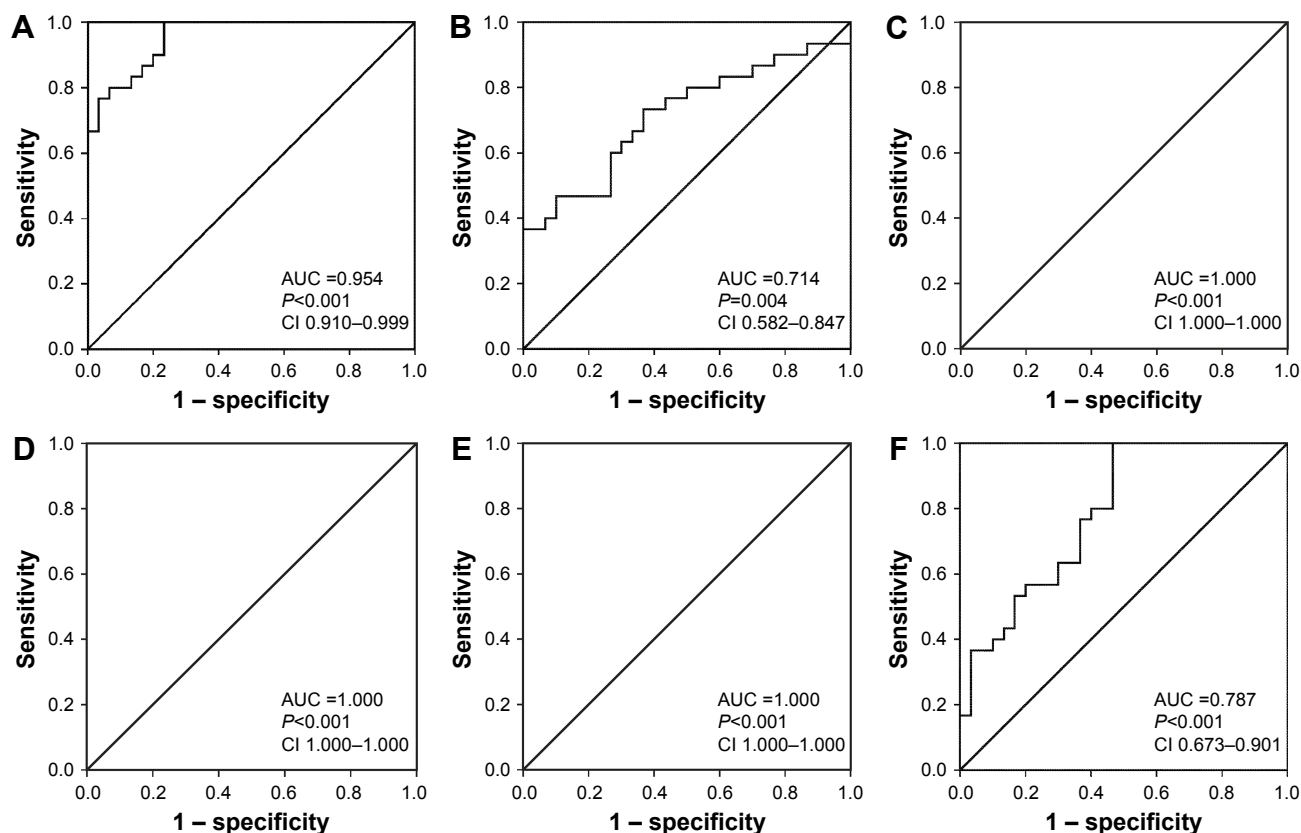 A
Sensitivity
1.0
0.8
0.6
0.4
0.2
0.0
AUC =0.954
P<0.001
CI 0.910–0.999
0.0 0.2 0.4 0.6 0.8 1.0
1 – specificity
B
Sensitivity
1.0
0.8
0.6
0.4
0.2
0.0
AUC =0.714
P=0.004
CI 0.582–0.847
0.0 0.2 0.4 0.6 0.8 1.0
1 – specificity
C
Sensitivity
1.0
0.8
0.6
0.4
0.2
0.0
AUC =1.000
P<0.001
CI 1.000–1.000
0.0 0.2 0.4 0.6 0.8 1.0
1 – specificity
D
Sensitivity
1.0
0.8
0.6
0.4
0.2
0.0
AUC =1.000
P<0.001
CI 1.000–1.000
0.0 0.2 0.4 0.6 0.8 1.0
1 – specificity
E
Sensitivity
1.0
0.8
0.6
0.4
0.2
0.0
AUC =1.000
P<0.001
CI 1.000–1.000
0.0 0.2 0.4 0.6 0.8 1.0
1 – specificity
F
Sensitivity
1.0
0.8
0.6
0.4
0.2
0.0
AUC =0.787
P<0.001
CI 0.673–0.901
0.0 0.2 0.4 0.6 0.8 1.0
1 – specificity